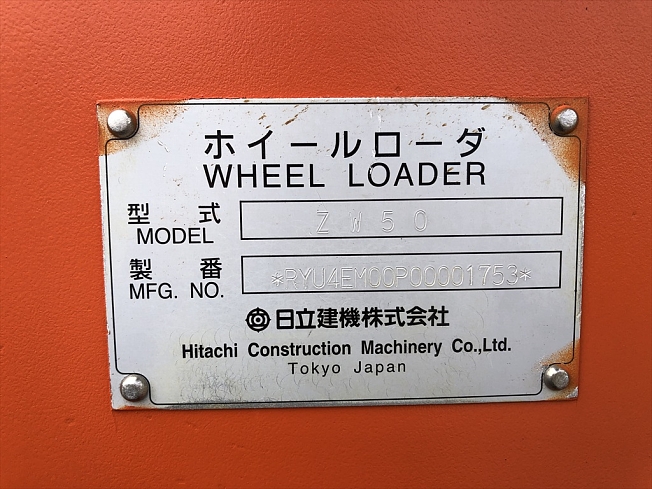 ホイールローダ
WHEEL LOADER
型式 ZW50
MODEL
製番 *RYU4EM00P00001753*
MFG. NO.
日立建機株式会社
Hitachi Construction Machinery Co.,Ltd.
Tokyo Japan